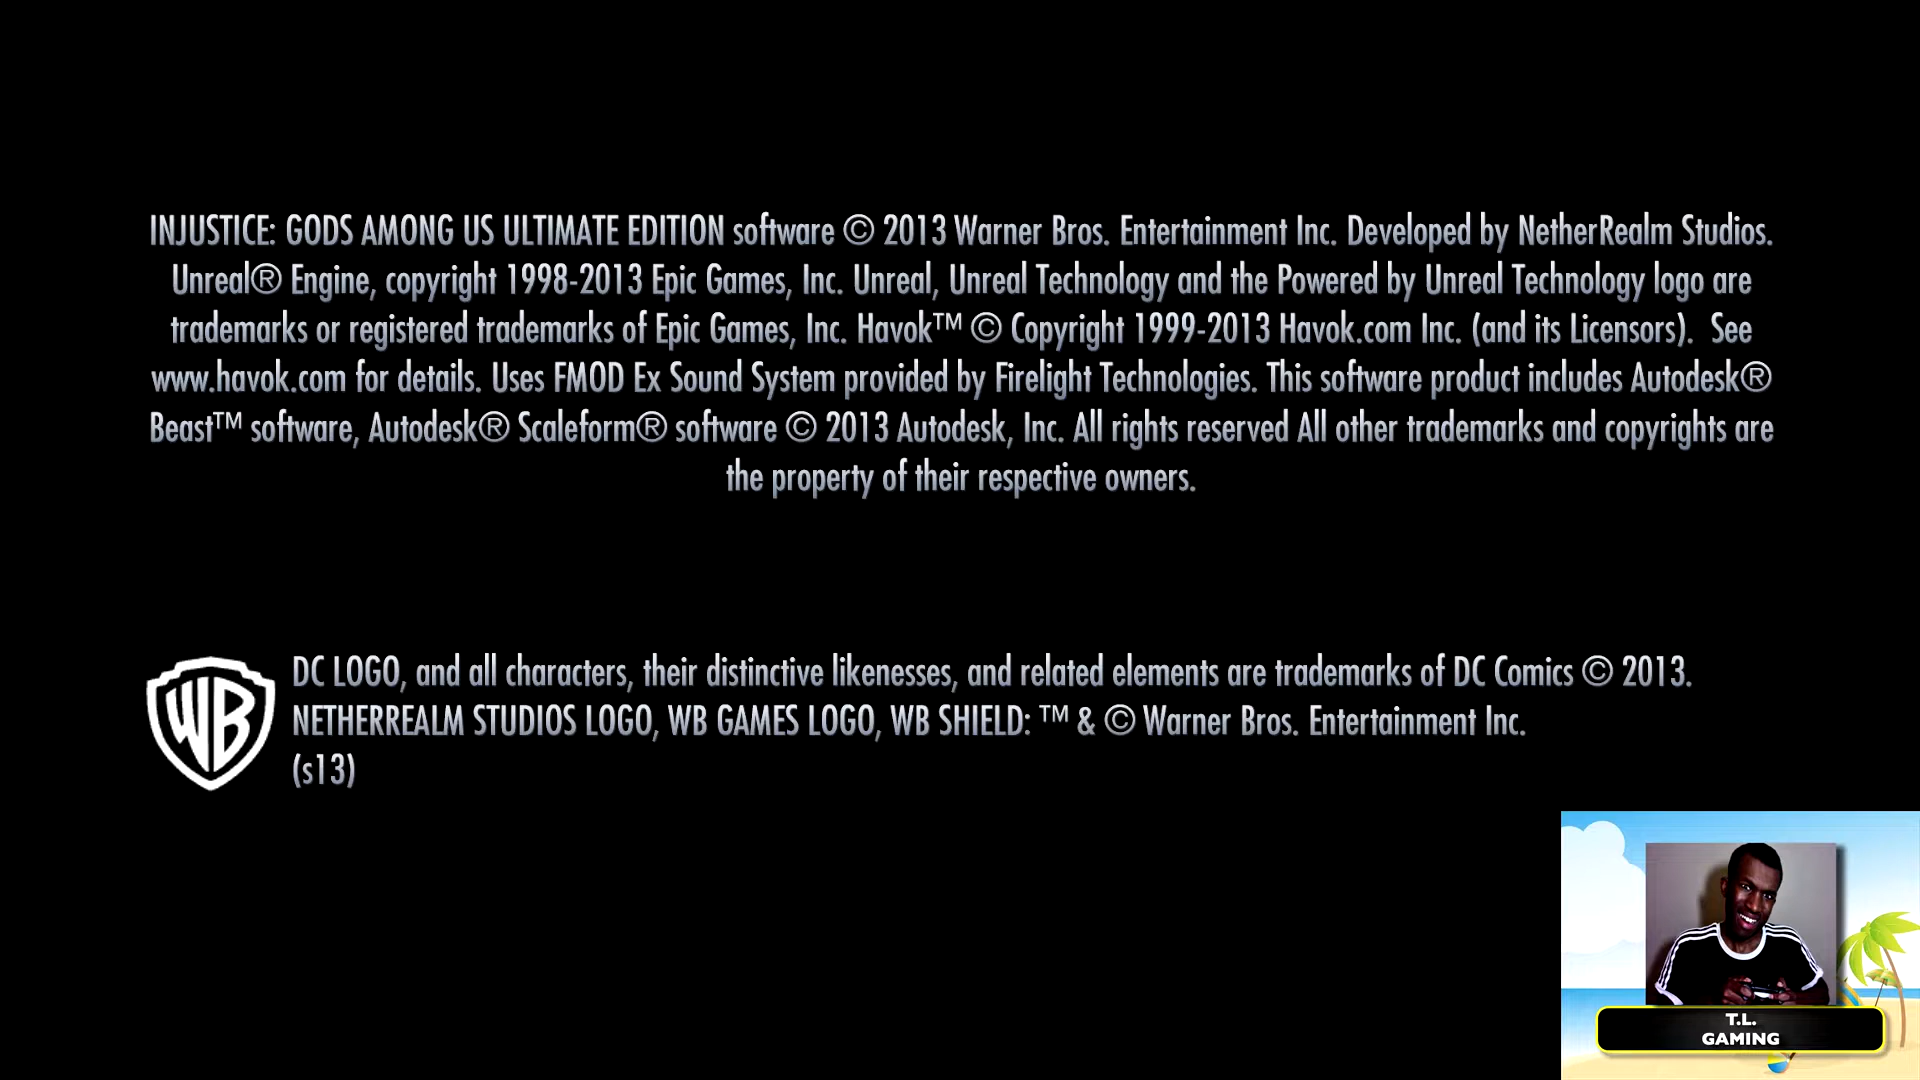 INJUSTICE: GODS AMONG US ULTIMATE EDITION software © 2013 Warner Bros. Entertainment Inc. Developed by NetherRealm Studios.
Unreal® Engine, copyright 1998-2013 Epic Games, Inc. Unreal, Unreal Technology and the Powered by Unreal Technology logo are
trademarks or registered trademarks of Epic Games, Inc. Havok™ © Copyright 1999-2013 Havok.com Inc. (and its Licensors).  See
www.havok.com for details. Uses FMOD Ex Sound System provided by Firelight Technologies. This software product includes Autodesk®
Beast™ software, Autodesk® Scaleform® software © 2013 Autodesk, Inc. All rights reserved All other trademarks and copyrights are
the property of their respective owners.
WB
DC LOGO, and all characters, their distinctive likenesses, and related elements are trademarks of DC Comics © 2013.
NETHERREALM STUDIOS LOGO, WB GAMES LOGO, WB SHIELD: ™ & © Warner Bros. Entertainment Inc.
(s13)
T.L.
GAMING